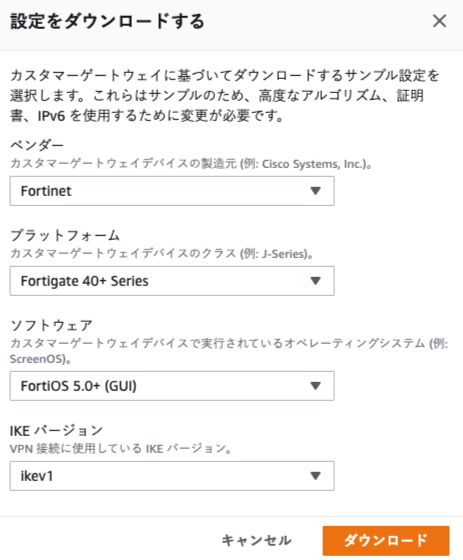 設定をダウンロードする
カスタマーゲートウェイに基づいてダウンロードするサンプル設定を
選択します。これらはサンプルのため、高度なアルゴリズム、証明
書、IPv6 を使用するために変更が必要です。
ベンダー
カスタマーゲートウェイデバイスの製造元 (例: Cisco Systems, Inc.)。
Fortinet
プラットフォーム
カスタマーゲートウェイデバイスのクラス (例: J-Series)。
Fortigate 40+ Series
ソフトウェア
カスタマーゲートウェイデバイスで実行されているオペレーティングシステム (例:
ScreenOS)。
FortiOS 5.0+ (GUI)
IKE バージョン
VPN 接続に使用している IKE バージョン。
ikev1
キャンセル
ダウンロード